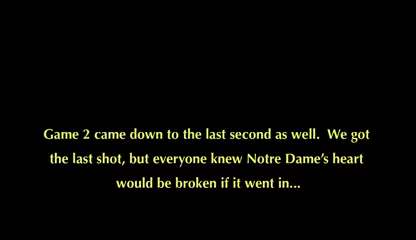 Game 2 came down to the last second as well.  We got
the last shot, but everyone knew Notre Dame's heart
would be broken if it went in...